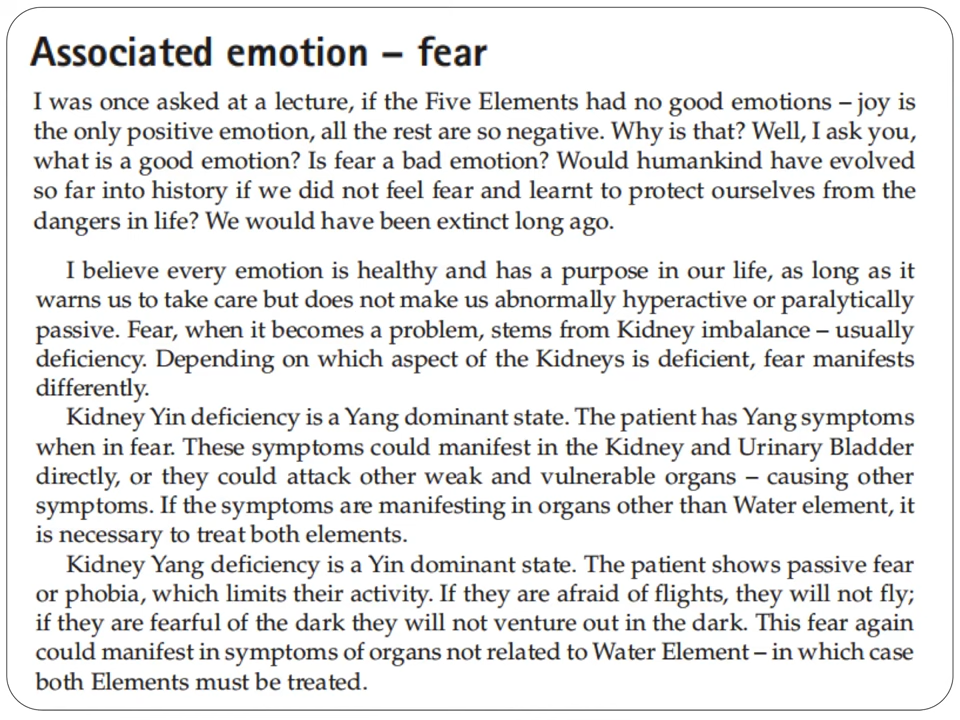 Associated emotion – fear
I was once asked at a lecture, if the Five Elements had no good emotions – joy is
the only positive emotion, all the rest are so negative. Why is that? Well, I ask you,
what is a good emotion? Is fear a bad emotion? Would humankind have evolved
so far into history if we did not feel fear and learnt to protect ourselves from the
dangers in life? We would have been extinct long ago.
I believe every emotion is healthy and has a purpose in our life, as long as it
warns us to take care but does not make us abnormally hyperactive or paralytically
passive. Fear, when it becomes a problem, stems from Kidney imbalance – usually
deficiency. Depending on which aspect of the Kidneys is deficient, fear manifests
differently.
Kidney Yin deficiency is a Yang dominant state. The patient has Yang symptoms
when in fear. These symptoms could manifest in the Kidney and Urinary Bladder
directly, or they could attack other weak and vulnerable organs – causing other
symptoms. If the symptoms are manifesting in organs other than Water element, it
is necessary to treat both elements.
Kidney Yang deficiency is a Yin dominant state. The patient shows passive fear
or phobia, which limits their activity. If they are afraid of flights, they will not fly;
if they are fearful of the dark they will not venture out in the dark. This fear again
could manifest in symptoms of organs not related to Water Element – in which case
both Elements must be treated.